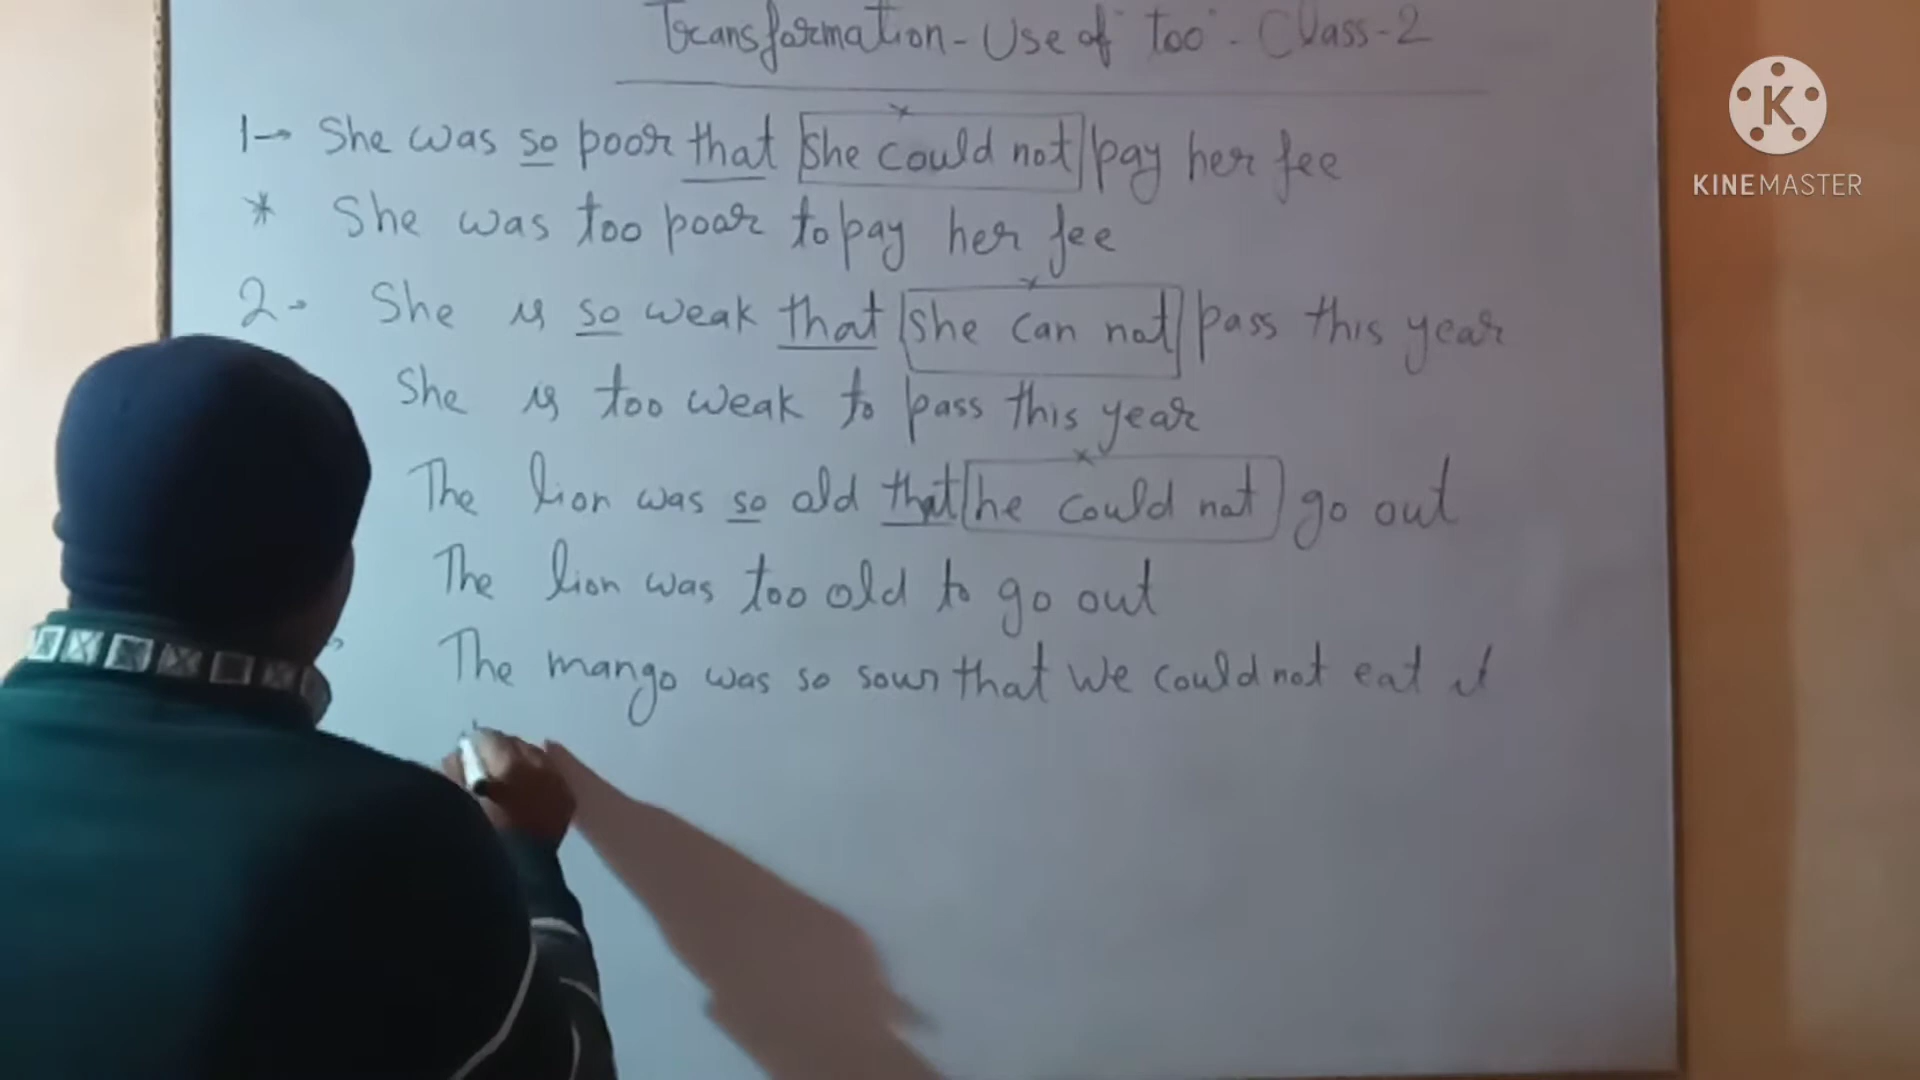 Transformation - Use of "too" - Class-2
1→ She was so poor that she could not pay her fee
* She was too poor to pay her fee
2→ She is so weak that she can not pass this year
She is too weak to pass this year
The lion was so old that he could not go out
The lion was too old to go out
The mango was so sour that we could not eat it
K
KINEMASTER